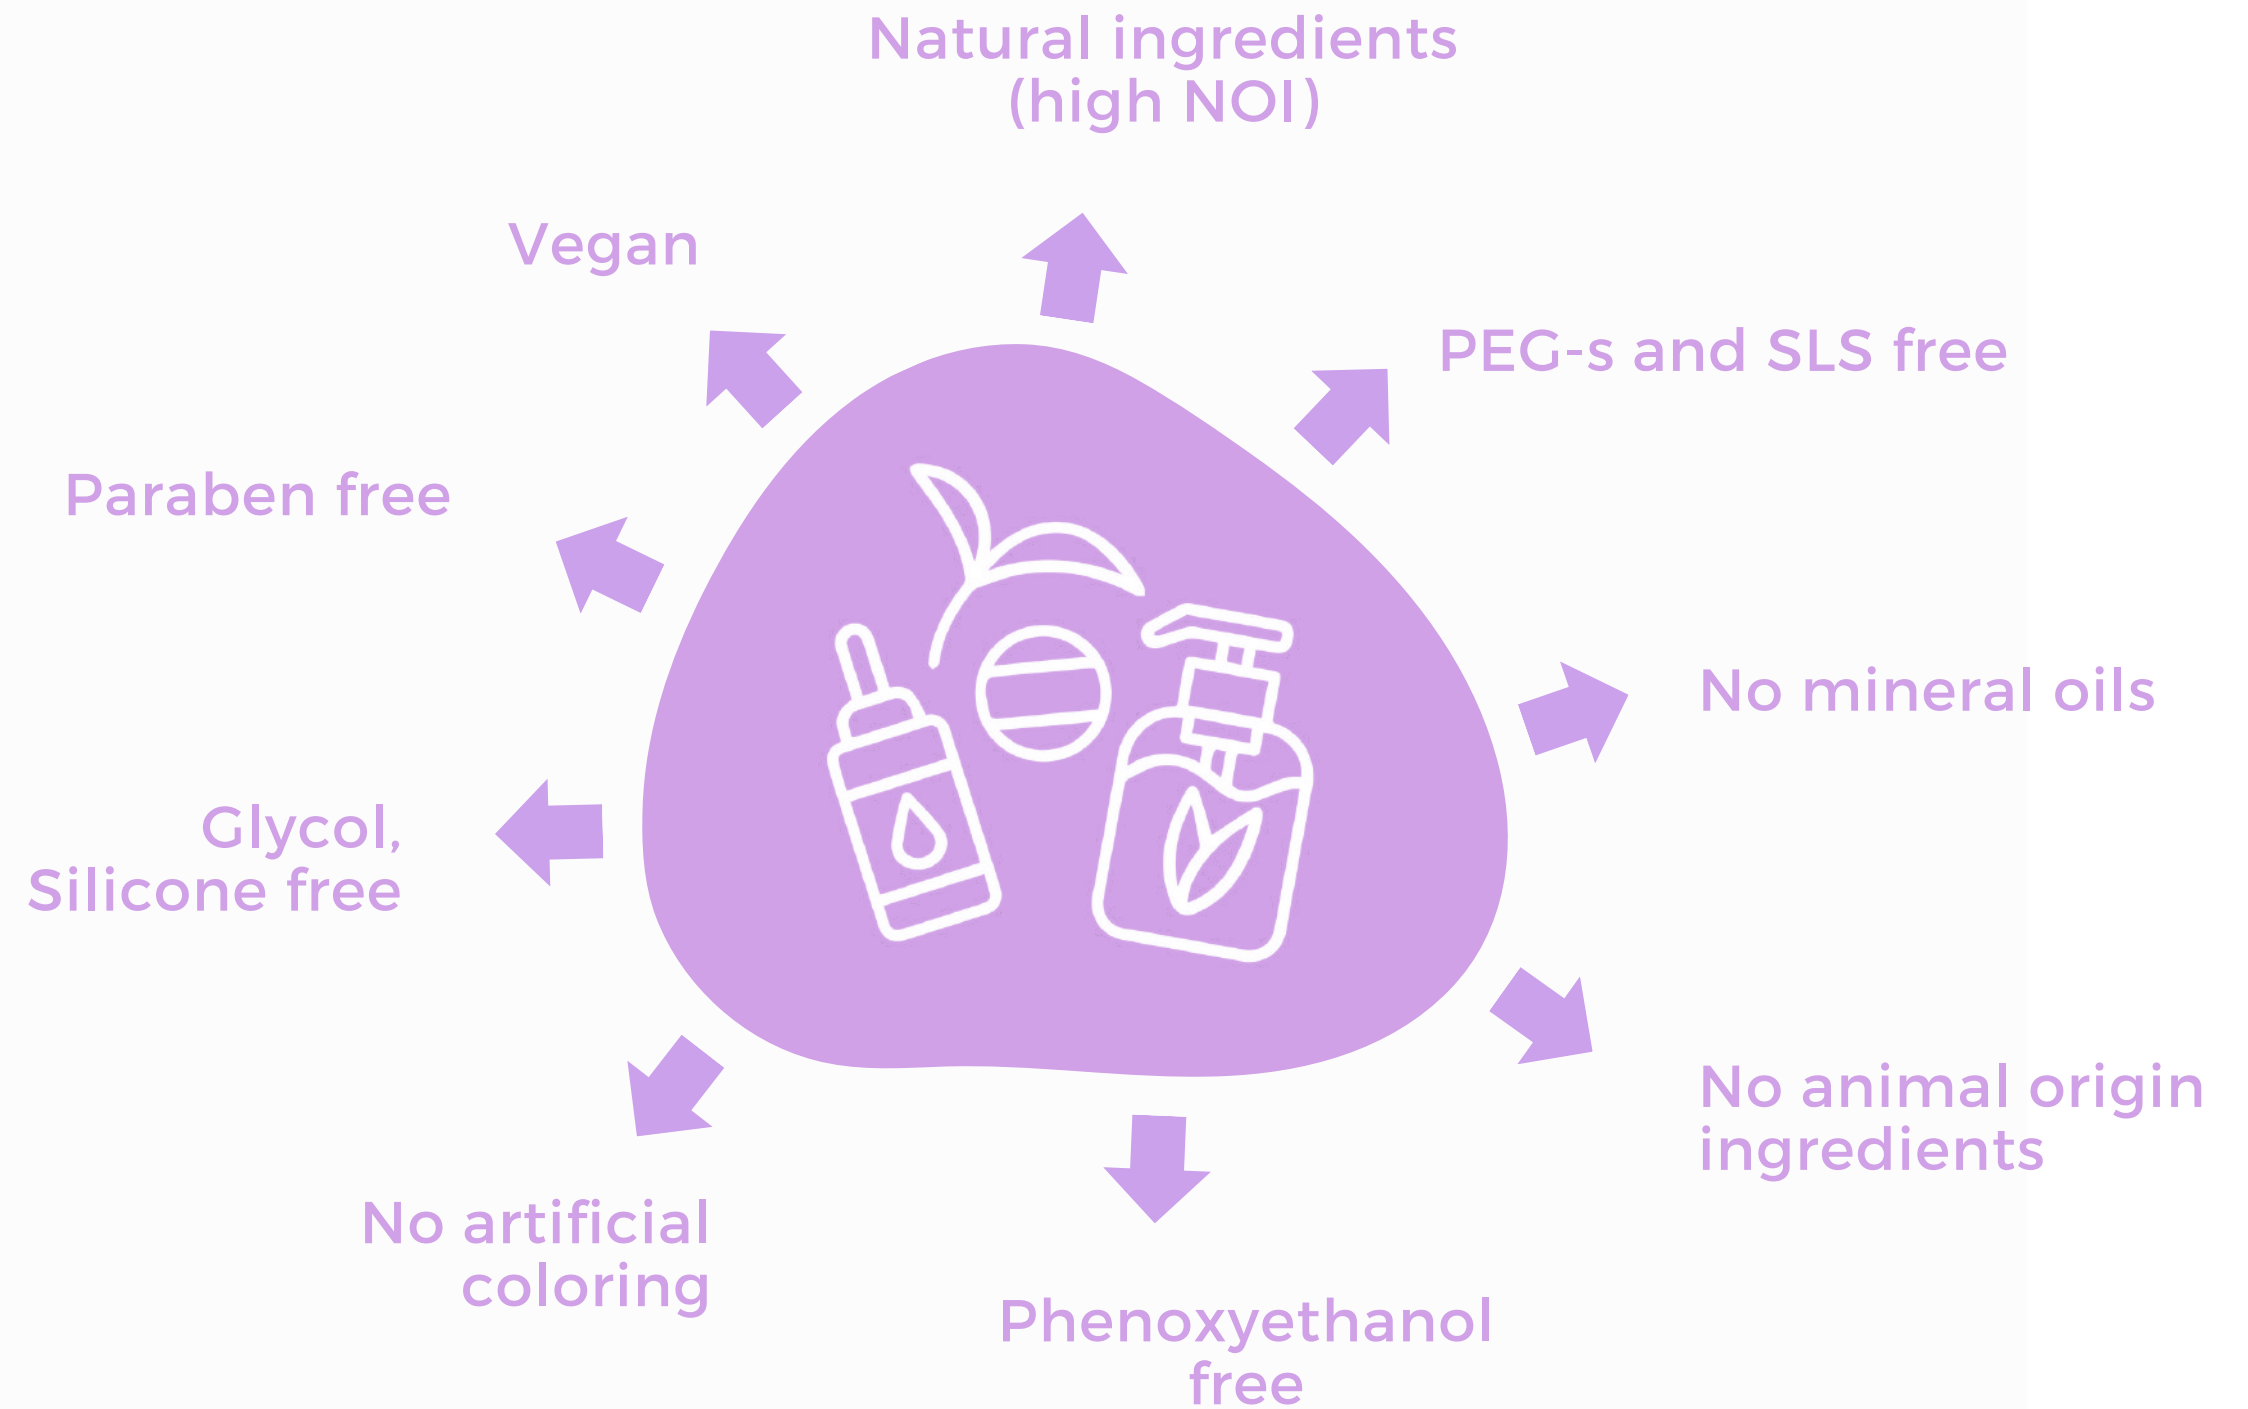 Natural ingredients
(high NOI)
Vegan
PEG-s and SLS free
Paraben free
No mineral oils
Glycol,
Silicone free
No animal origin
ingredients
No artificial
coloring
Phenoxyethanol
free